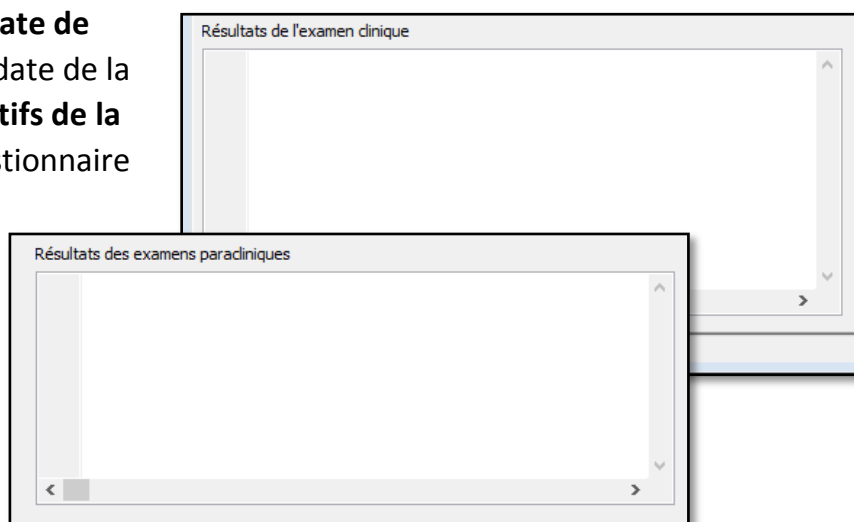 ate de
date de la
tifs de la
stionnaire
Résultats de l'examen clinique
Résultats des examens paracliniques